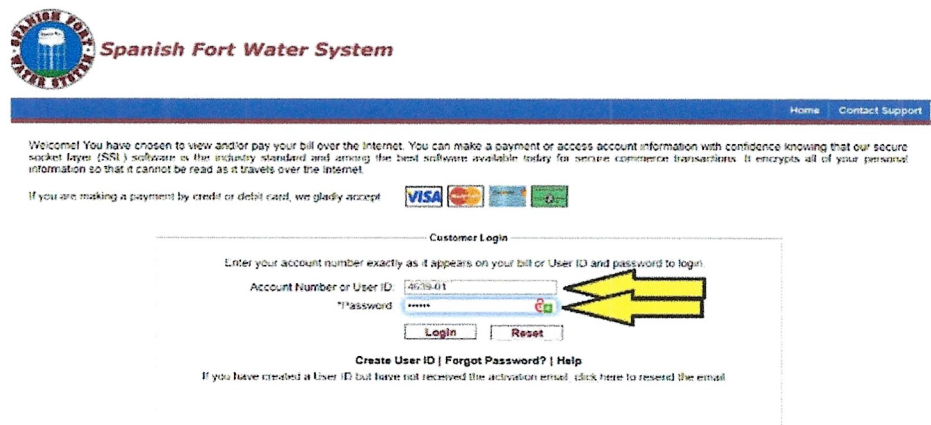 SPANISH FORT
WATER SYSTEM
Spanish Fort Water System
Home Contact Support
Welcome! You have chosen to view and/or pay your bill over the Internet. You can make a payment or access account information with confidence knowing that our secure
socket layer (SSL) software is the industry standard and among the best software available today for secure commerce transactions. It encrypts all of your personal
information so that it cannot be read as it travels over the Internet.
If you are making a payment by credit or debit card, we gladly accept
VISA
Customer Login
Enter your account number exactly as it appears on your bill or User ID and password to login.
Account Number or User ID: 4639-01
*Password ••••••
Login Reset
Create User ID | Forgot Password? | Help
If you have created a User ID but have not received the activation email, click here to resend the email